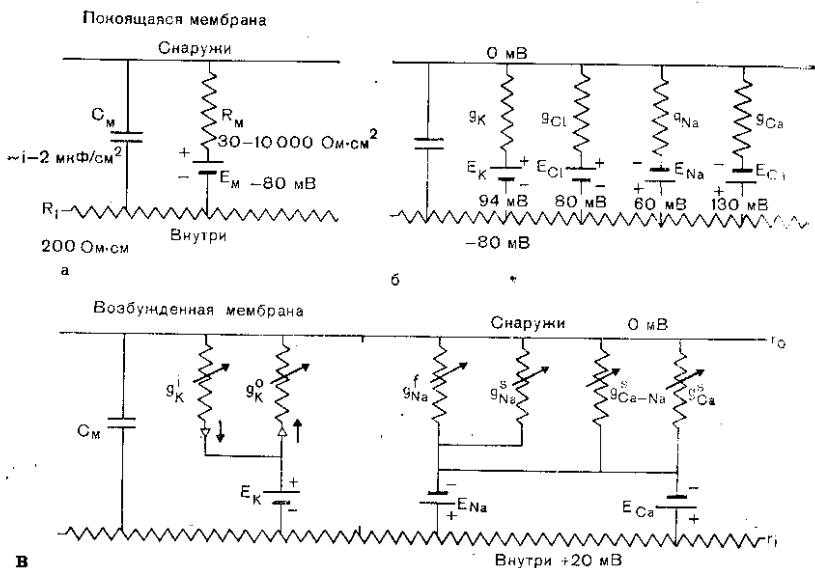 Покоящаяся мембрана
Снаружи
C_M
~i–2 мкФ/см²
R_M
30–10 000 Ом·см²
+
–
E_M –80 мВ
R_i
Внутри
200 Ом·см
а
0 мВ
g_K g_Cl g_Na g_Ca
E_K + E_Cl + – E_Na – E_Ca
– – + +
94 мВ 80 мВ 60 мВ 130 мВ
–80 мВ
б
Возбужденная мембрана
Снаружи 0 мВ
r_o
g_K^i g_K^o g_Na^f g_Na^s g_Ca–Na^s g_Ca^s
C_M
E_K + – E_Na E_Ca –
– + +
r_i
Внутри +20 мВ
в